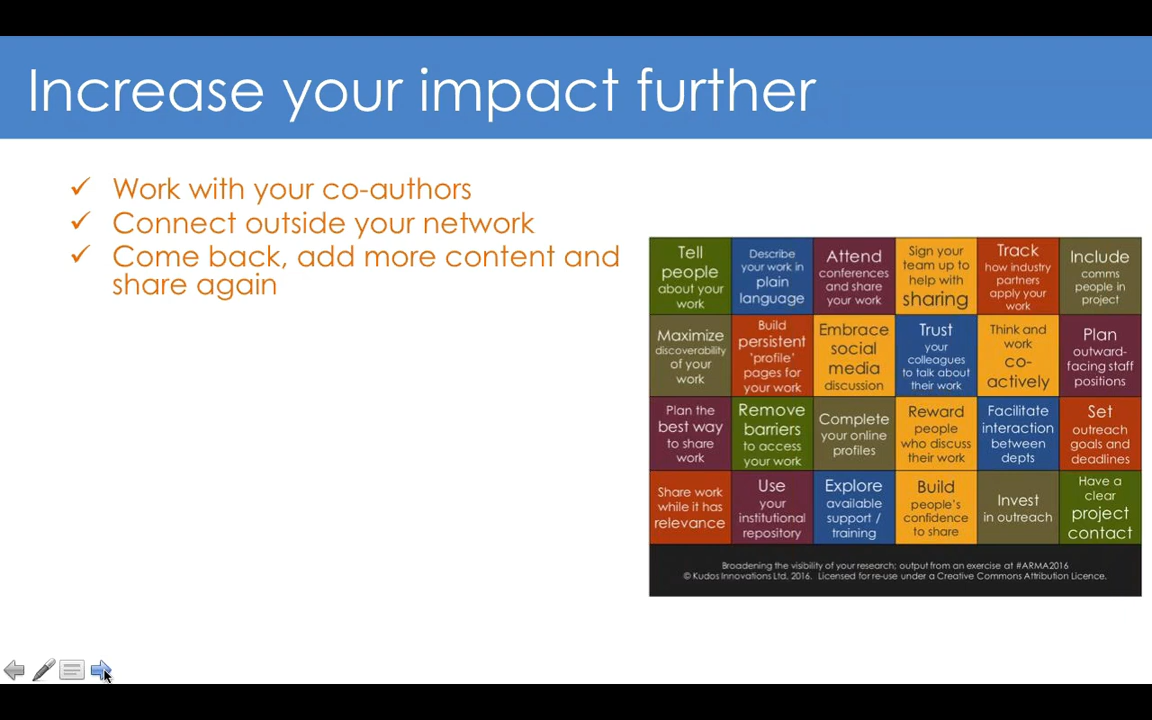 Increase your impact further
✓ Work with your co-authors
✓ Connect outside your network
✓ Come back, add more content and
share again
Tell
people
about your
work
Describe
your work in
plain
language
Attend
conferences
and share
your work
Sign your
team up to
help with
sharing
Track
how industry
partners
apply your
work
Include
comms
people in
project
Maximize
discoverability
of your
work
Build
persistent
'profile'
pages for
your work
Embrace
social
media
discussion
Trust
your
colleagues
to talk about
their work
Think and
work
co-
actively
Plan
outward-
facing staff
positions
Plan the
best way
to share
work
Remove
barriers
to access
your work
Complete
your online
profiles
Reward
people
who discuss
their work
Facilitate
interaction
between
depts
Set
outreach
goals and
deadlines
Share work
while it has
relevance
Use
your
institutional
repository
Explore
available
support /
training
Build
people's
confidence
to share
Invest
in outreach
Have a
clear
project
contact
Broadening the visibility of your research; output from an exercise at #ARMA2016
© Kudos Innovations Ltd, 2016. Licensed for re-use under a Creative Commons Attribution Licence.